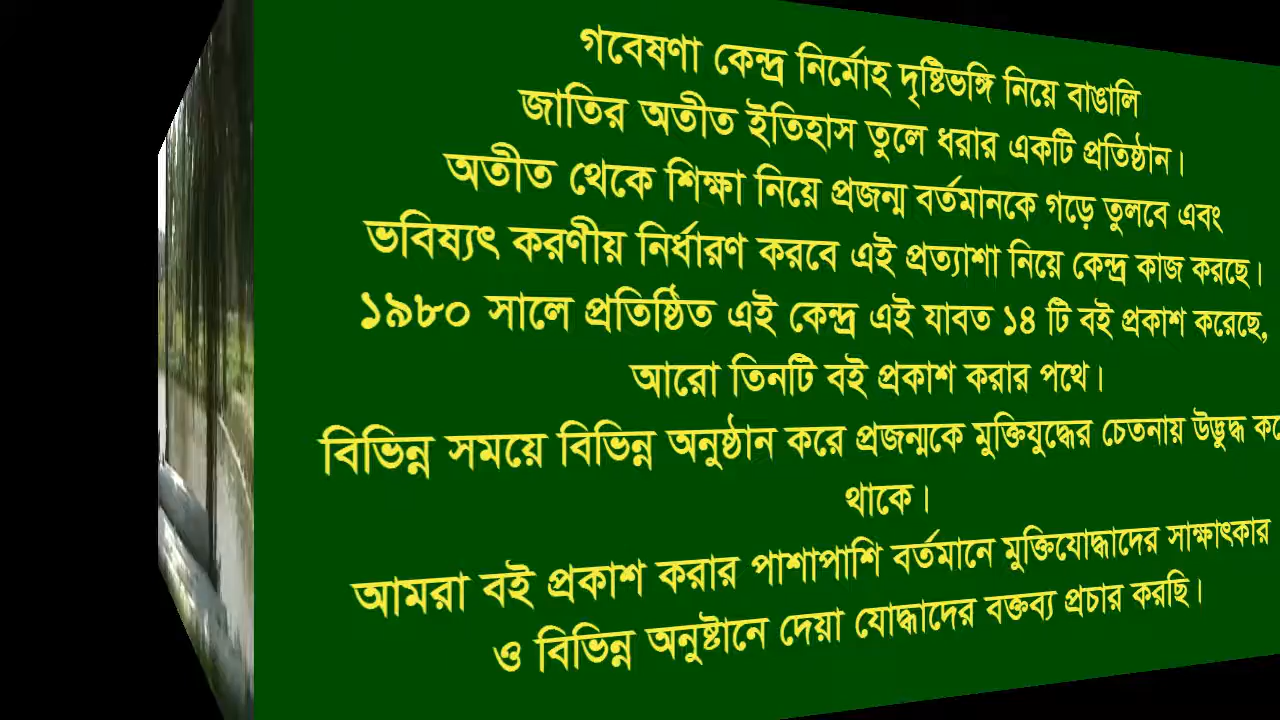 গবেষণা কেন্দ্র নির্মোহ দৃষ্টিভঙ্গি নিয়ে বাঙালি
জাতির অতীত ইতিহাস তুলে ধরার একটি প্রতিষ্ঠান।
অতীত থেকে শিক্ষা নিয়ে প্রজন্ম বর্তমানকে গড়ে তুলবে এবং
ভবিষ্যৎ করণীয় নির্ধারণ করবে এই প্রত্যাশা নিয়ে কেন্দ্র কাজ করছে।
১৯৮০ সালে প্রতিষ্ঠিত এই কেন্দ্র এই যাবত ১৪ টি বই প্রকাশ করেছে,
আরো তিনটি বই প্রকাশ করার পথে।
বিভিন্ন সময়ে বিভিন্ন অনুষ্ঠান করে প্রজন্মকে মুক্তিযুদ্ধের চেতনায় উদ্ভুদ্ধ
থাকে।
আমরা বই প্রকাশ করার পাশাপাশি বর্তমানে মুক্তিযোদ্ধাদের সাক্ষাৎকার
ও বিভিন্ন অনুষ্টানে দেয়া যোদ্ধাদের বক্তব্য প্রচার করছি।